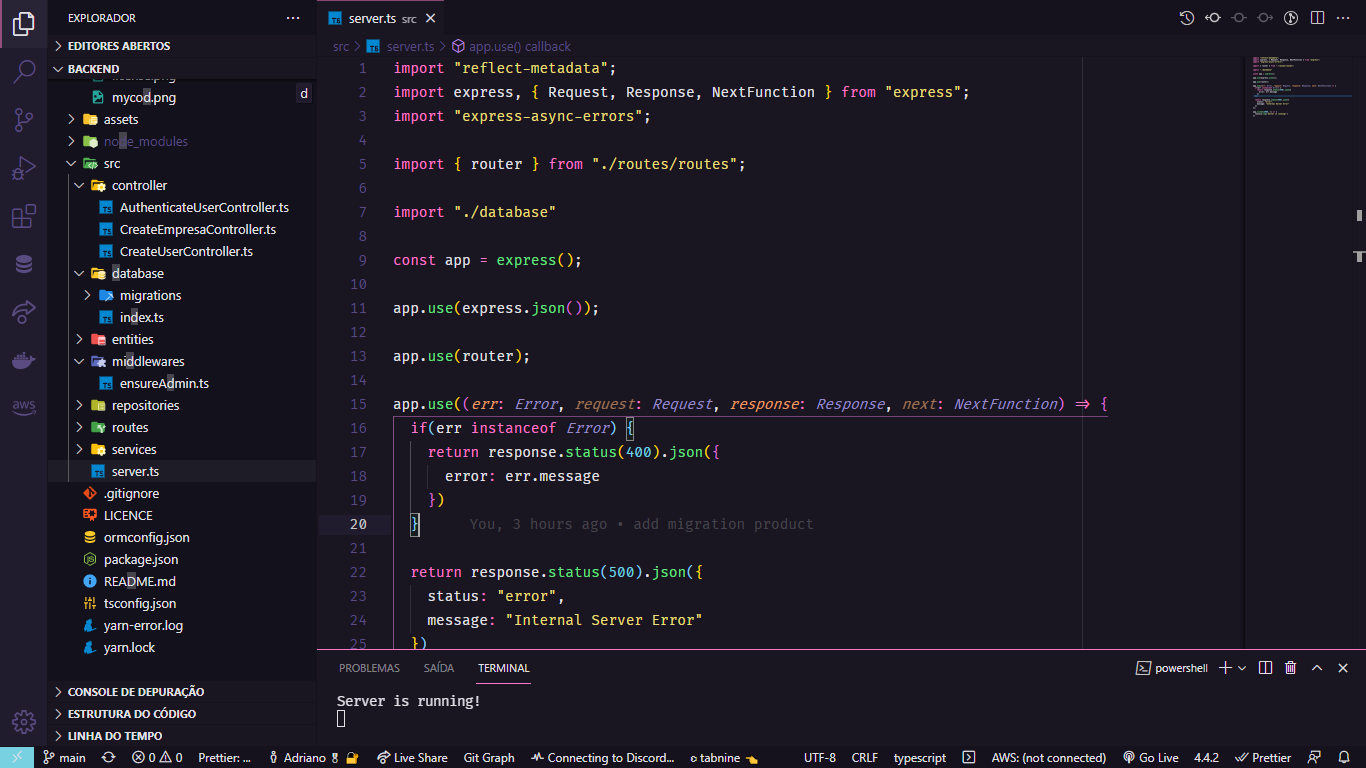 EXPLORADOR
EDITORES ABERTOS
BACKEND
mycod.png
d
assets
node_modules
src
controller
AuthenticateUserController.ts
CreateEmpresaController.ts
CreateUserController.ts
database
migrations
index.ts
entities
middlewares
ensureAdmin.ts
repositories
routes
services
server.ts
.gitignore
LICENCE
ormconfig.json
package.json
README.md
tsconfig.json
yarn-error.log
yarn.lock
CONSOLE DE DEPURAÇÃO
ESTRUTURA DO CÓDIGO
LINHA DO TEMPO
aws
server.ts src
src > server.ts > app.use() callback
1 import "reflect-metadata";
2 import express, { Request, Response, NextFunction } from "express";
3 import "express-async-errors";
4
5 import { router } from "./routes/routes";
6
7 import "./database"
8
9 const app = express();
10
11 app.use(express.json());
12
13 app.use(router);
14
15 app.use((err: Error, request: Request, response: Response, next: NextFunction) => {
16 if(err instanceof Error) {
17 return response.status(400).json({
18 error: err.message
19 })
20 } You, 3 hours ago • add migration product
21
22 return response.status(500).json({
23 status: "error",
24 message: "Internal Server Error"
25 })
PROBLEMAS SAÍDA TERMINAL powershell
Server is running!
main 0 0 Prettier: ... Adriano Live Share Git Graph Connecting to Discord... tabnine UTF-8 CRLF typescript AWS: (not connected) Go Live 4.4.2 Prettier